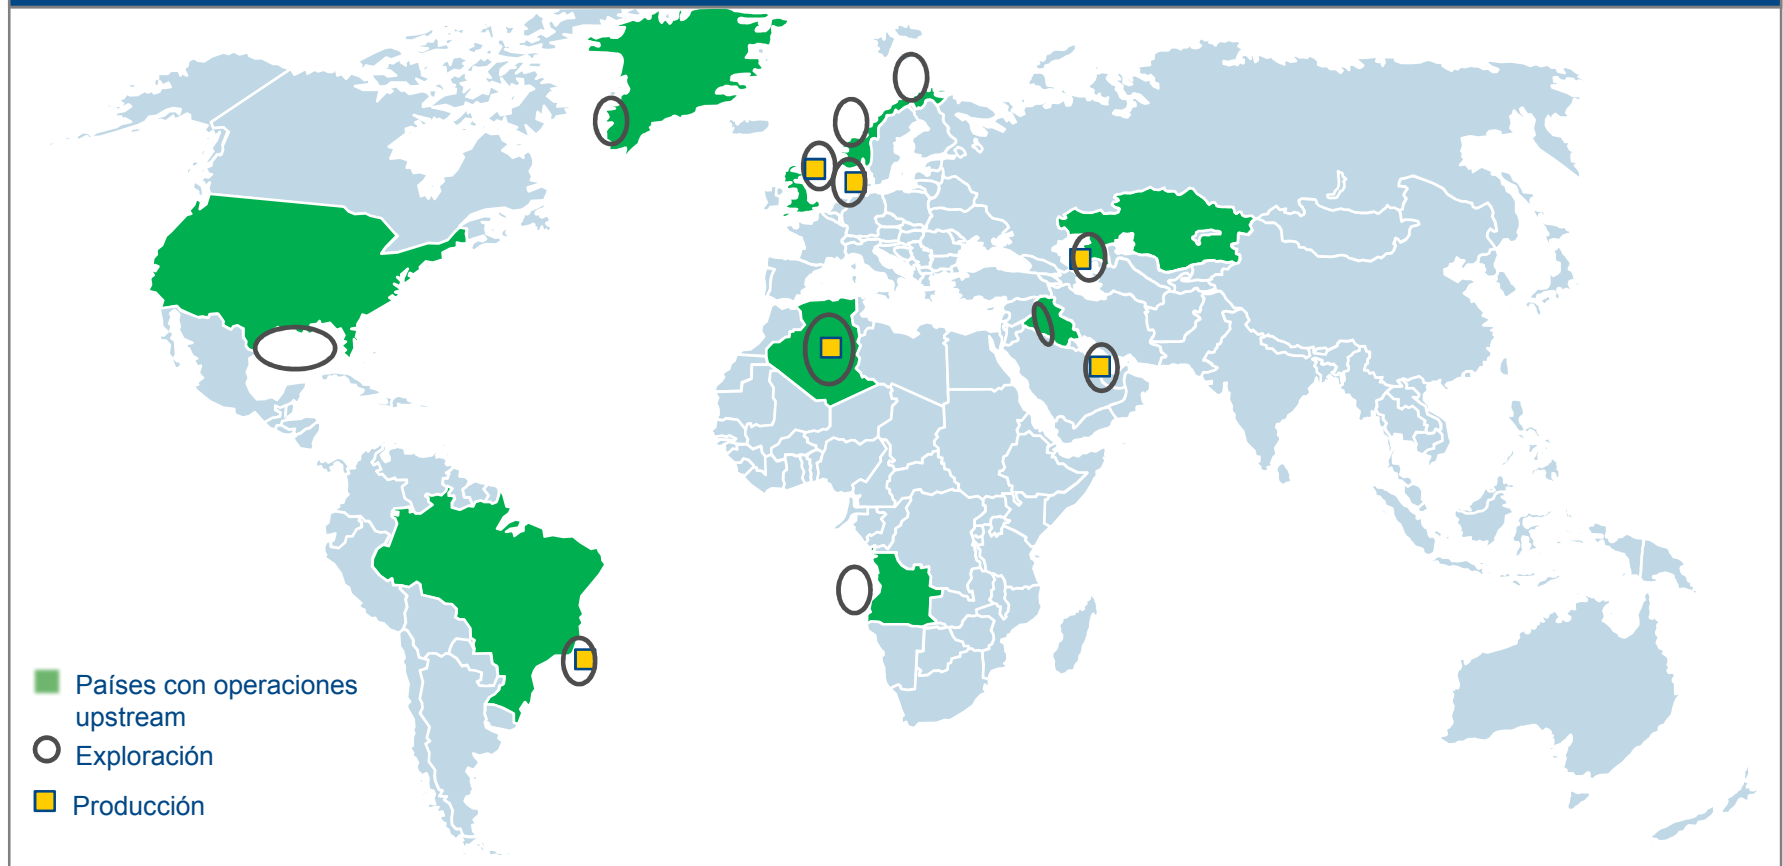 Países con operaciones
upstream
Exploración
Producción